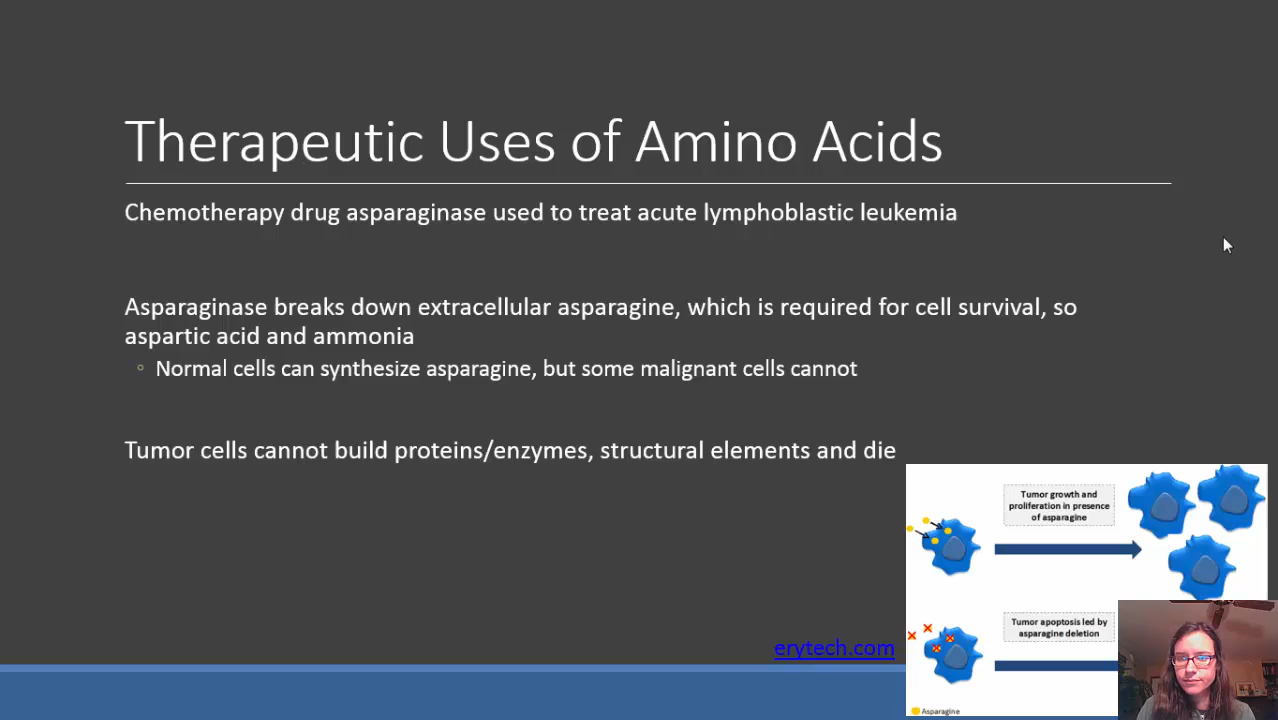 Therapeutic Uses of Amino Acids
Chemotherapy drug asparaginase used to treat acute lymphoblastic leukemia
Asparaginase breaks down extracellular asparagine, which is required for cell survival, so
aspartic acid and ammonia
Normal cells can synthesize asparagine, but some malignant cells cannot
Tumor cells cannot build proteins/enzymes, structural elements and die
Tumor growth and
proliferation in presence
of asparagine
Tumor apoptosis led by
asparagine deletion
erytech.com
Asparagine